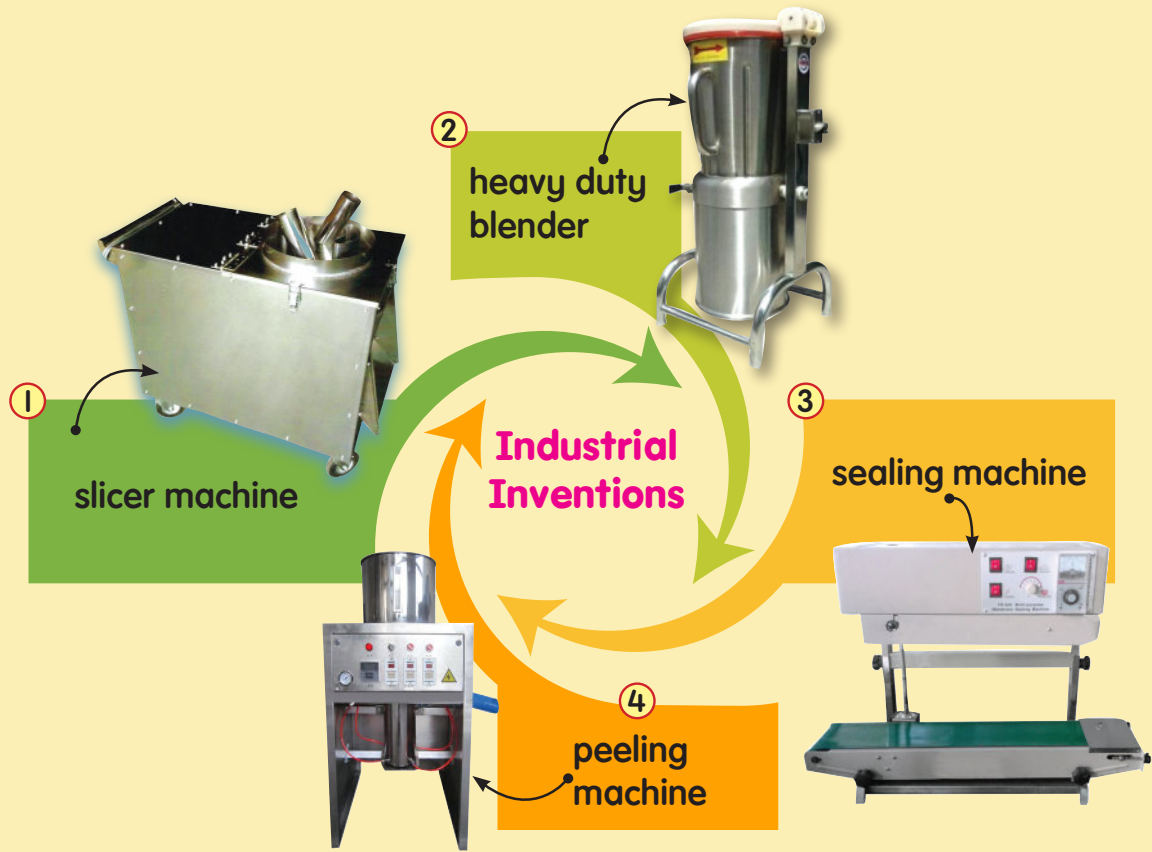 1
slicer machine
2
heavy duty
blender
3
sealing machine
4
peeling
machine
Industrial
Inventions